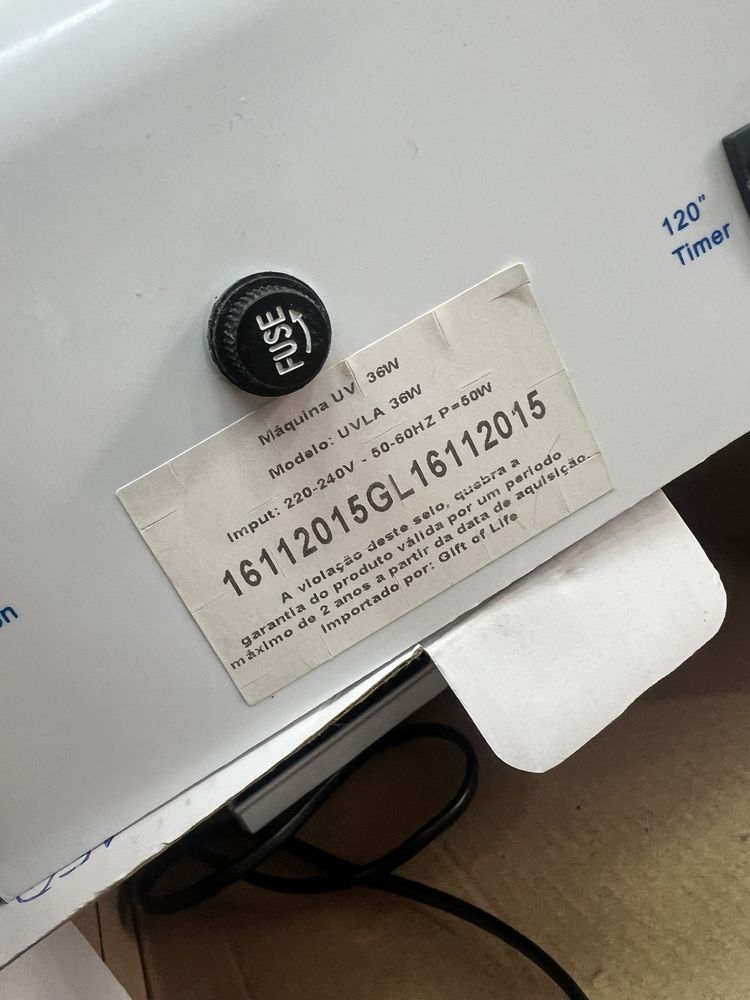 120"
Timer
FUSE
Máquina UV 36W
Modelo: UVLA 36W
Imput: 220-240V - 50-60HZ P=50W
16112015GL16112015
A violação deste selo, quebra a
garantia do produto válida por um periodo
máximo de 2 anos a partir da data de aquisição.
Importado por: Gift of Life